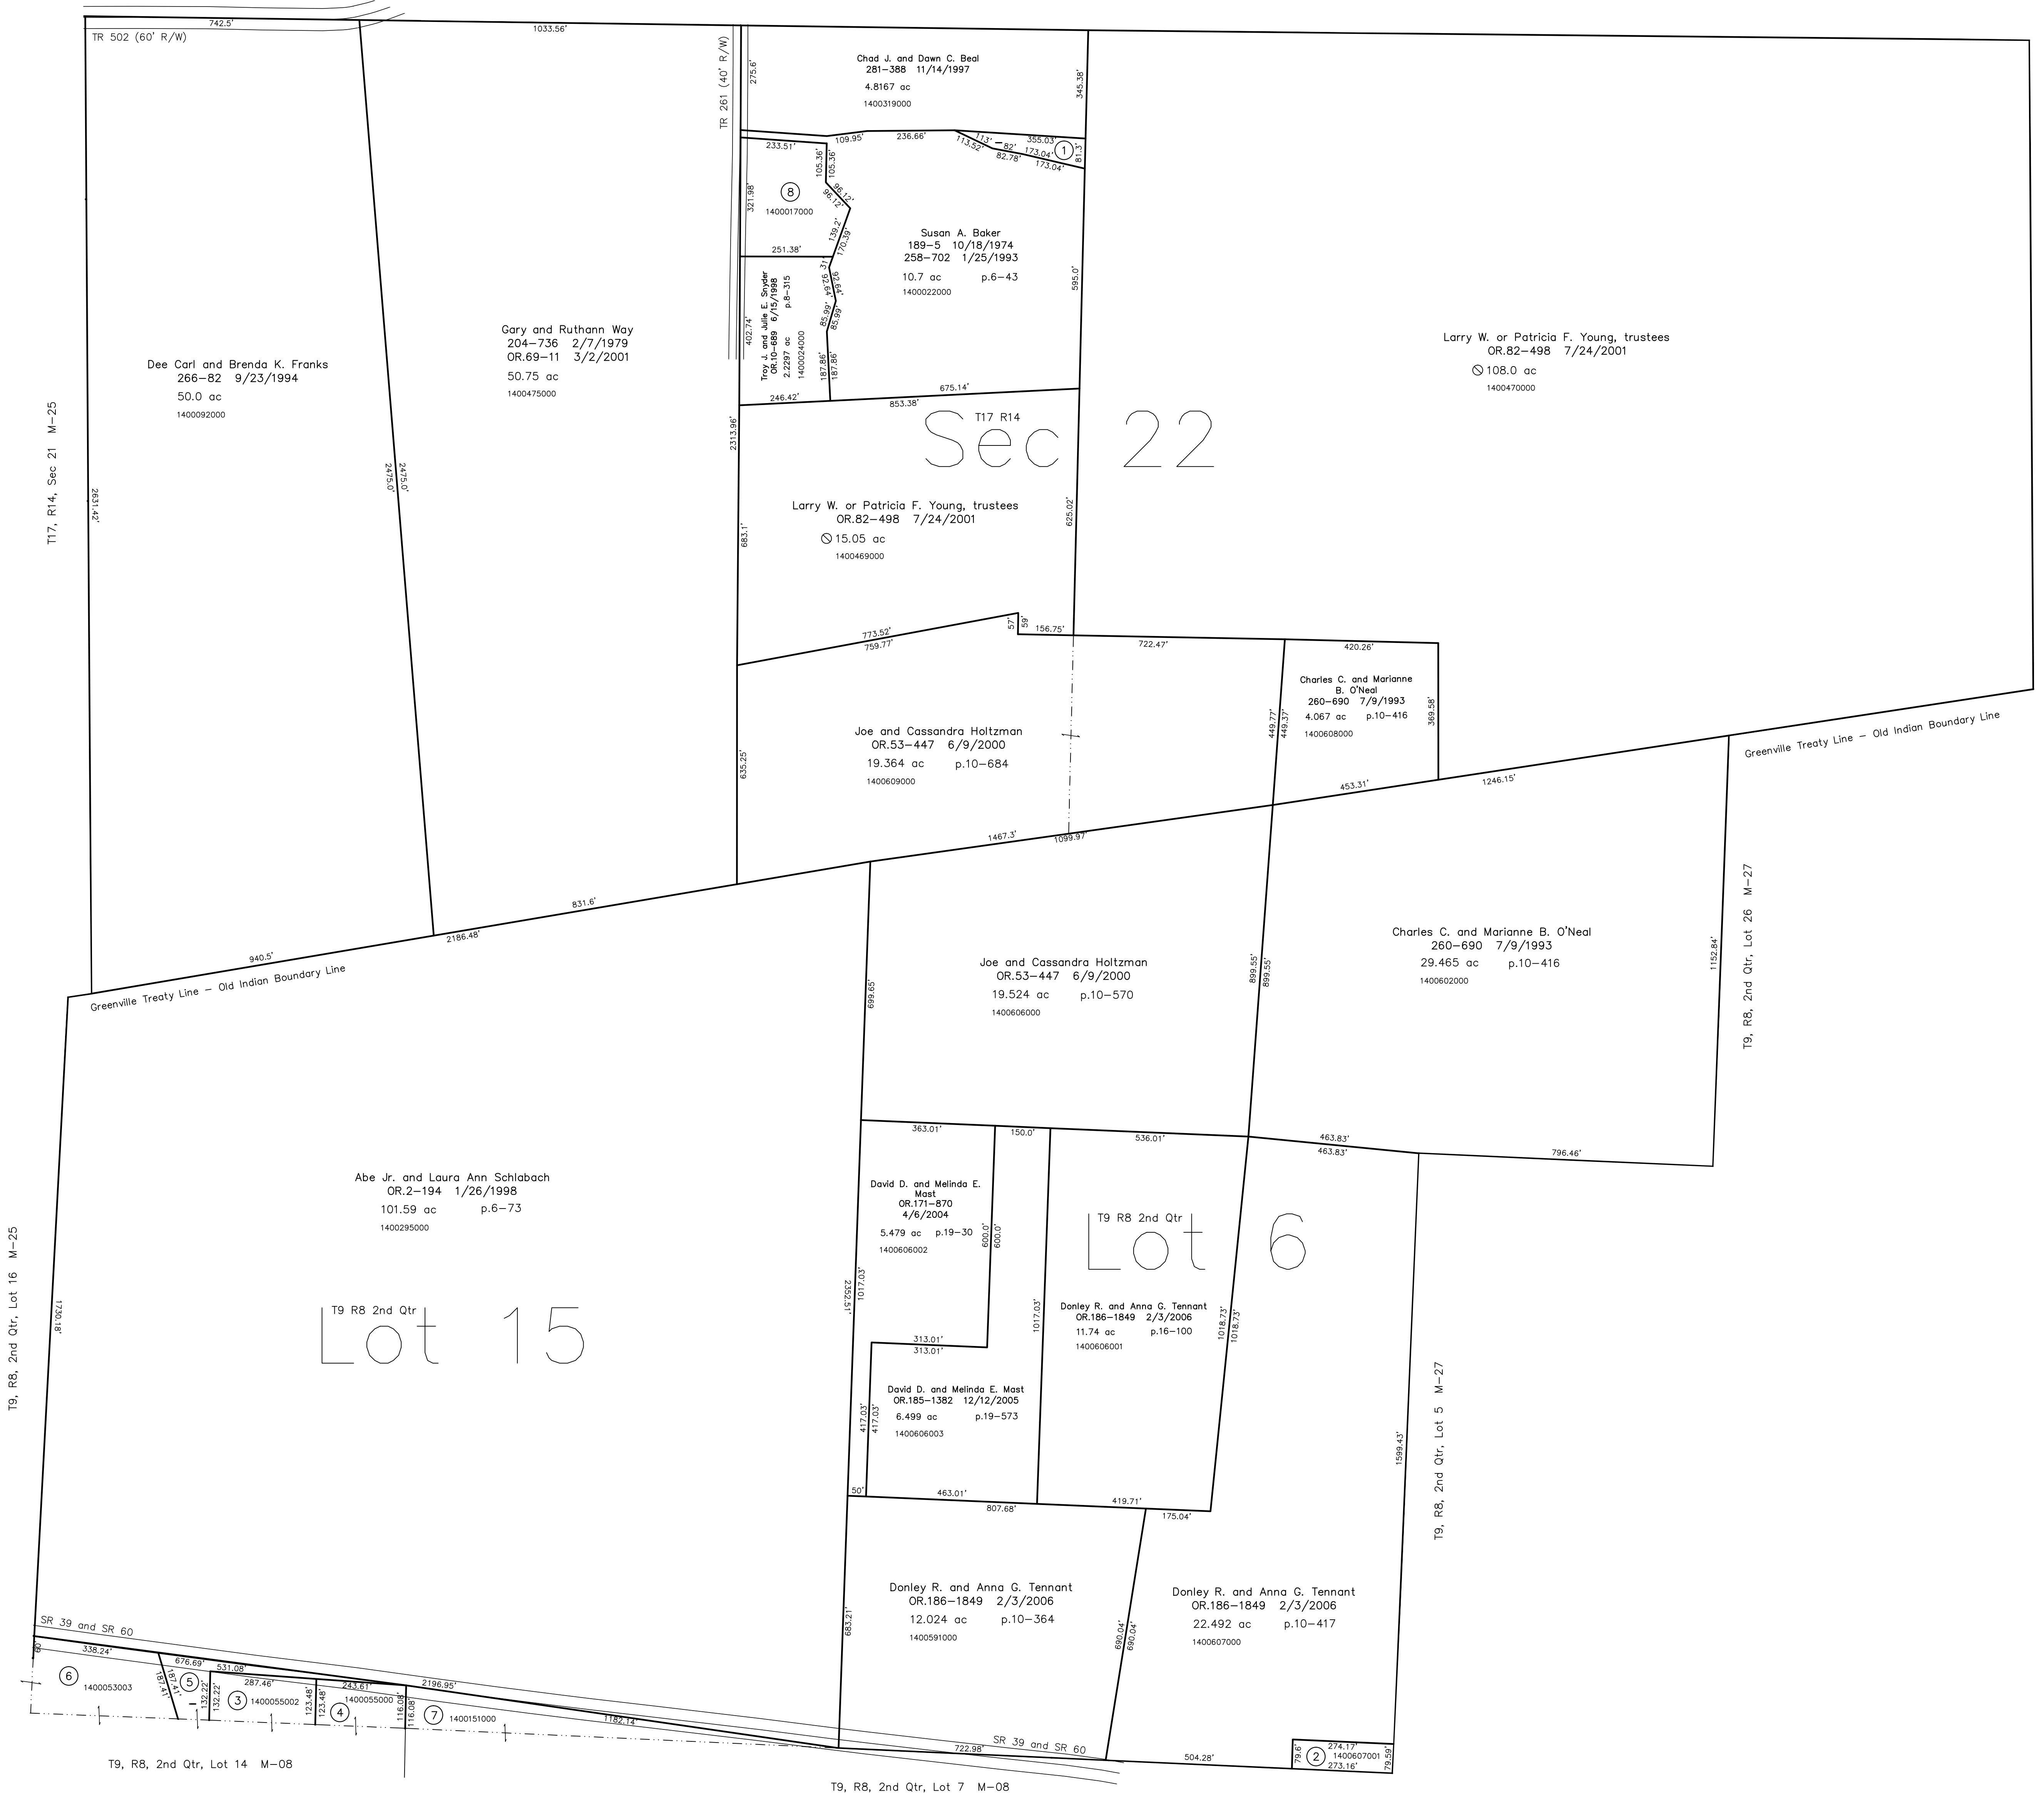 742.5'
TR 502 (60' R/W)
1033.56'
TR 261 (40' R/W)
275.6'
Chad J. and Dawn C. Beal
281-388 11/14/1997
4.8167 ac
1400319000
345.38'
109.95'
236.66'
113'
- 82'
355.03'
113.52'
82.78'
173.04'
173.04'
1
81.3'
233.51'
105.36'
105.36'
96.12'
96.12'
8
1400017000
321.98'
139.2'
170.39'
251.38'
Susan A. Baker
189-5 10/18/1974
258-702 1/25/1993
10.7 ac p.6-43
1400022000
595.0'
Troy J. and Julie E. Snyder
OR.10-689 6/15/1998
2.2297 ac p.8-315
1400024000
31'
92.64'
92.64'
85.99'
85.99'
187.86'
187.86'
402.74'
246.42'
675.14'
853.38'
Larry W. or Patricia F. Young, trustees
OR.82-498 7/24/2001
108.0 ac
1400470000
Gary and Ruthann Way
204-736 2/7/1979
OR.69-11 3/2/2001
50.75 ac
1400475000
Dee Carl and Brenda K. Franks
266-82 9/23/1994
50.0 ac
1400092000
T17, R14, Sec 21 M-25
2631.42'
2475.0'
2475.0'
2313.96'
T17 R14
Sec 22
Larry W. or Patricia F. Young, trustees
OR.82-498 7/24/2001
15.05 ac
1400469000
683.1'
625.02'
773.52'
759.77'
57'
59'
156.75'
722.47'
420.26'
Charles C. and Marianne
B. O'Neal
260-690 7/9/1993
4.067 ac p.10-416
1400608000
369.58'
449.77'
449.37'
Joe and Cassandra Holtzman
OR.53-447 6/9/2000
19.364 ac p.10-684
1400609000
635.25'
453.31'
1246.15'
Greenville Treaty Line - Old Indian Boundary Line
1467.3'
1099.97'
831.6'
2186.48'
940.5'
Greenville Treaty Line - Old Indian Boundary Line
699.65'
Joe and Cassandra Holtzman
OR.53-447 6/9/2000
19.524 ac p.10-570
1400606000
899.55'
899.55'
Charles C. and Marianne B. O'Neal
260-690 7/9/1993
29.465 ac p.10-416
1400602000
1152.84'
T9, R8, 2nd Qtr, Lot 26 M-27
363.01'
150.0'
536.01'
463.83'
463.83'
796.46'
Abe Jr. and Laura Ann Schlabach
OR.2-194 1/26/1998
101.59 ac p.6-73
1400295000
T9 R8 2nd Qtr
Lot 15
T9, R8, 2nd Qtr, Lot 16 M-25
1730.18'
David D. and Melinda E.
Mast
OR.171-870
4/6/2004
5.479 ac p.19-30
1400606002
600.0'
600.0'
2352.51'
1017.03'
1017.03'
T9 R8 2nd Qtr
Lot 6
Donley R. and Anna G. Tennant
OR.186-1849 2/3/2006
11.74 ac p.16-100
1400606001
1018.73'
1018.73'
313.01'
313.01'
David D. and Melinda E. Mast
OR.185-1382 12/12/2005
6.499 ac p.19-573
1400606003
417.03'
417.03'
1599.43'
T9, R8, 2nd Qtr, Lot 5 M-27
50'
463.01'
807.68'
419.71'
175.04'
Donley R. and Anna G. Tennant
OR.186-1849 2/3/2006
12.024 ac p.10-364
1400591000
683.21'
690.04'
690.04'
Donley R. and Anna G. Tennant
OR.186-1849 2/3/2006
22.492 ac p.10-417
1400607000
SR 39 and SR 60
60'
338.24'
676.69'
531.08'
6
1400053003
187.41'
187.41'
5
132.22'
132.22'
287.46'
3
1400055002
123.48'
123.48'
243.61'
1400055000
4
116.08'
116.08'
2196.95'
7
1400151000
1182.14'
SR 39 and SR 60
722.98'
504.28'
79.6'
274.17'
2
1400607001
273.16'
79.59'
T9, R8, 2nd Qtr, Lot 14 M-08
T9, R8, 2nd Qtr, Lot 7 M-08